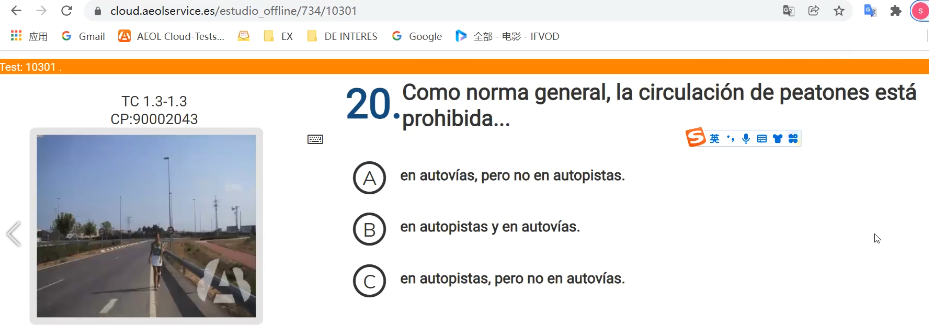 cloud.aeolservice.es/estudio_offline/734/10301
应用 Gmail AEOL Cloud-Tests... EX DE INTERES Google 全部 - 电影 - IFVOD
Test: 10301 .
TC 1.3-1.3
CP:90002043
20. Como norma general, la circulación de peatones está
prohibida...
英
A en autovías, pero no en autopistas.
B en autopistas y en autovías.
C en autopistas, pero no en autovías.